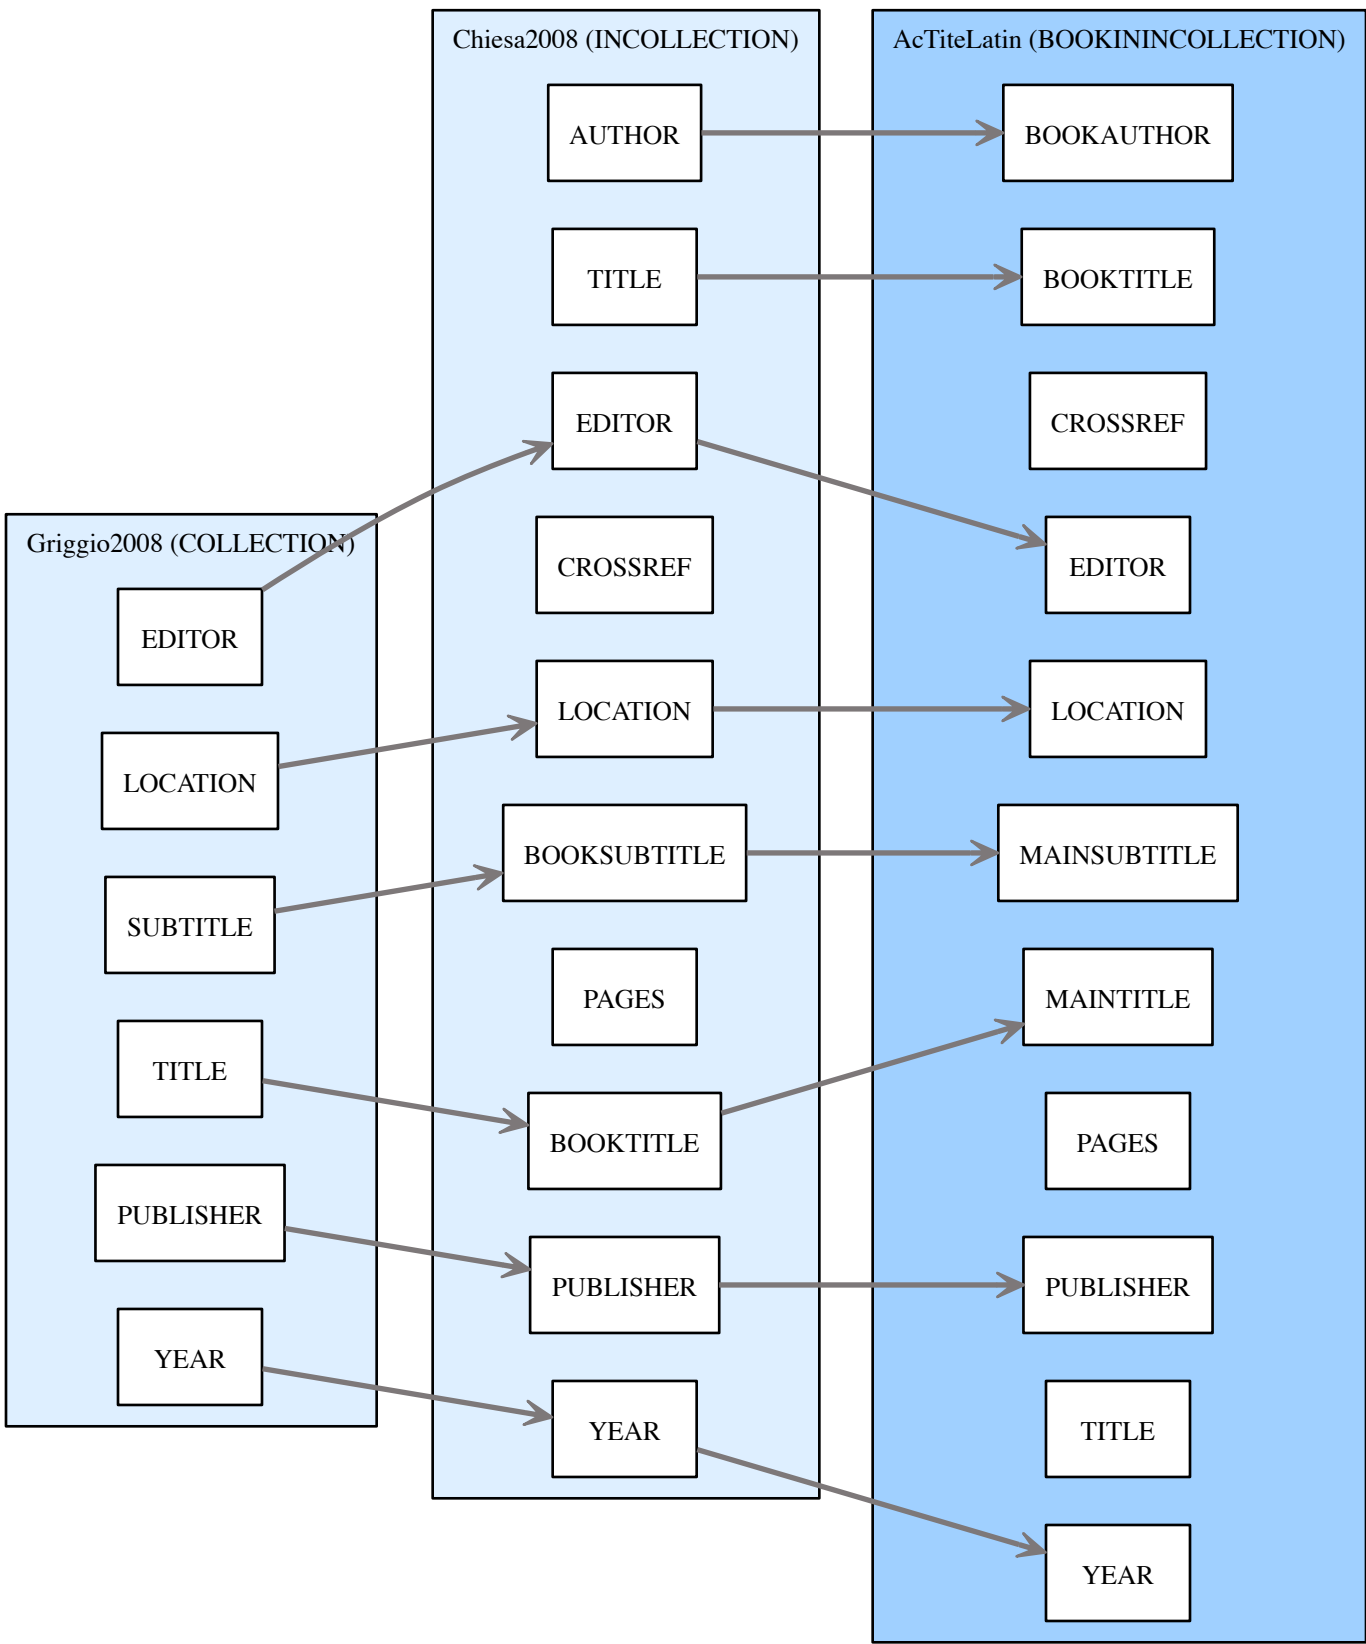 Griggio2008 (COLLECTION)
EDITOR
LOCATION
SUBTITLE
TITLE
PUBLISHER
YEAR
Chiesa2008 (INCOLLECTION)
AUTHOR
TITLE
EDITOR
CROSSREF
LOCATION
BOOKSUBTITLE
PAGES
BOOKTITLE
PUBLISHER
YEAR
AcTiteLatin (BOOKININCOLLECTION)
BOOKAUTHOR
BOOKTITLE
CROSSREF
EDITOR
LOCATION
MAINSUBTITLE
MAINTITLE
PAGES
PUBLISHER
TITLE
YEAR